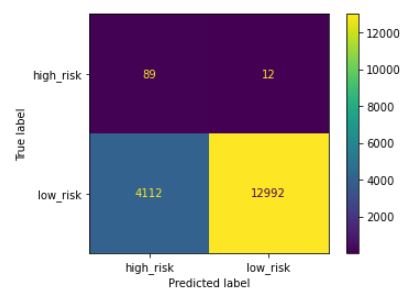 12000
high_risk 89 12
10000
8000
True label
6000
low_risk 4112 12992
4000
2000
high_risk low_risk
Predicted label